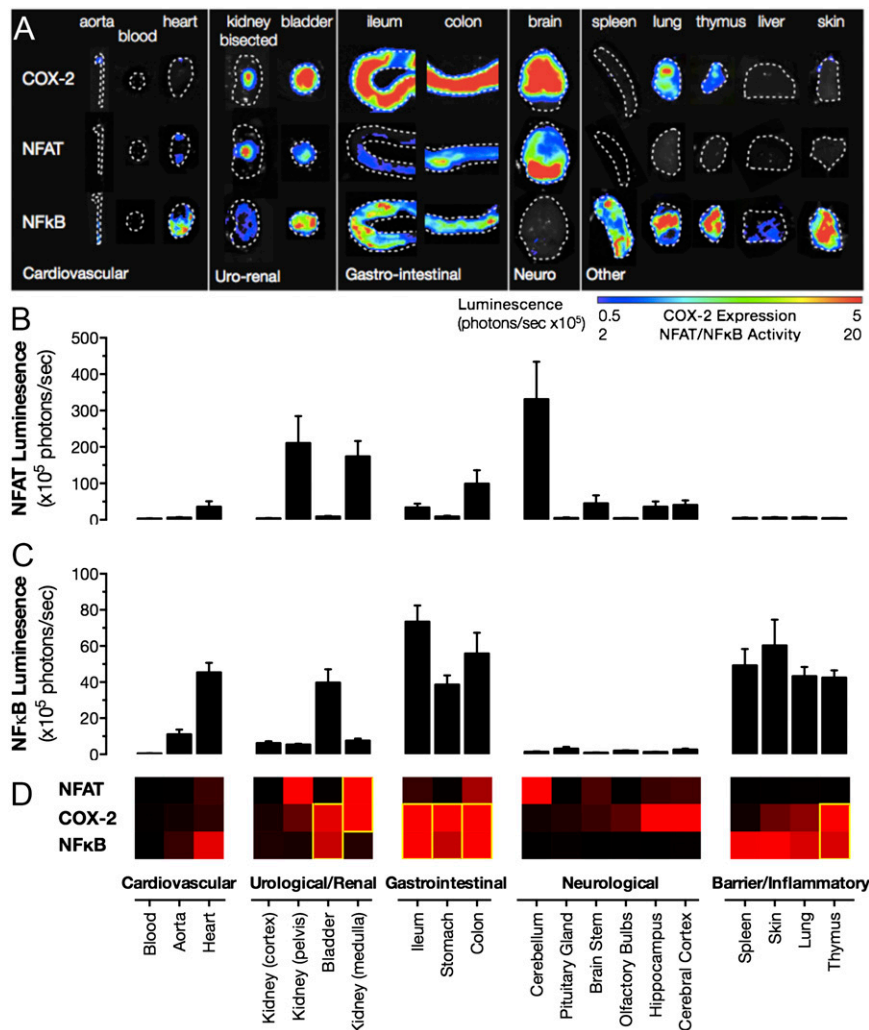 A
aorta blood heart kidney bisected bladder ileum colon brain spleen lung thymus liver skin
COX-2
NFAT
NFkB
Cardiovascular Uro-renal Gastro-intestinal Neuro Other
Luminescence
(photons/sec x10⁵)
0.5 COX-2 Expression 5
2 NFAT/NFκB Activity 20
B
NFAT Luminesence
(x10⁵ photons/sec)
500
400
300
200
100
0
C
NFκB Luminesence
(x10⁵ photons/sec)
100
80
60
40
20
0
D
NFAT
COX-2
NFκB
Cardiovascular Urological/Renal Gastrointestinal Neurological Barrier/Inflammatory
Blood
Aorta
Heart
Kidney (cortex)
Kidney (pelvis)
Bladder
Kidney (medulla)
Ileum
Stomach
Colon
Cerebellum
Pituitary Gland
Brain Stem
Olfactory Bulbs
Hippocampus
Cerebral Cortex
Spleen
Skin
Lung
Thymus